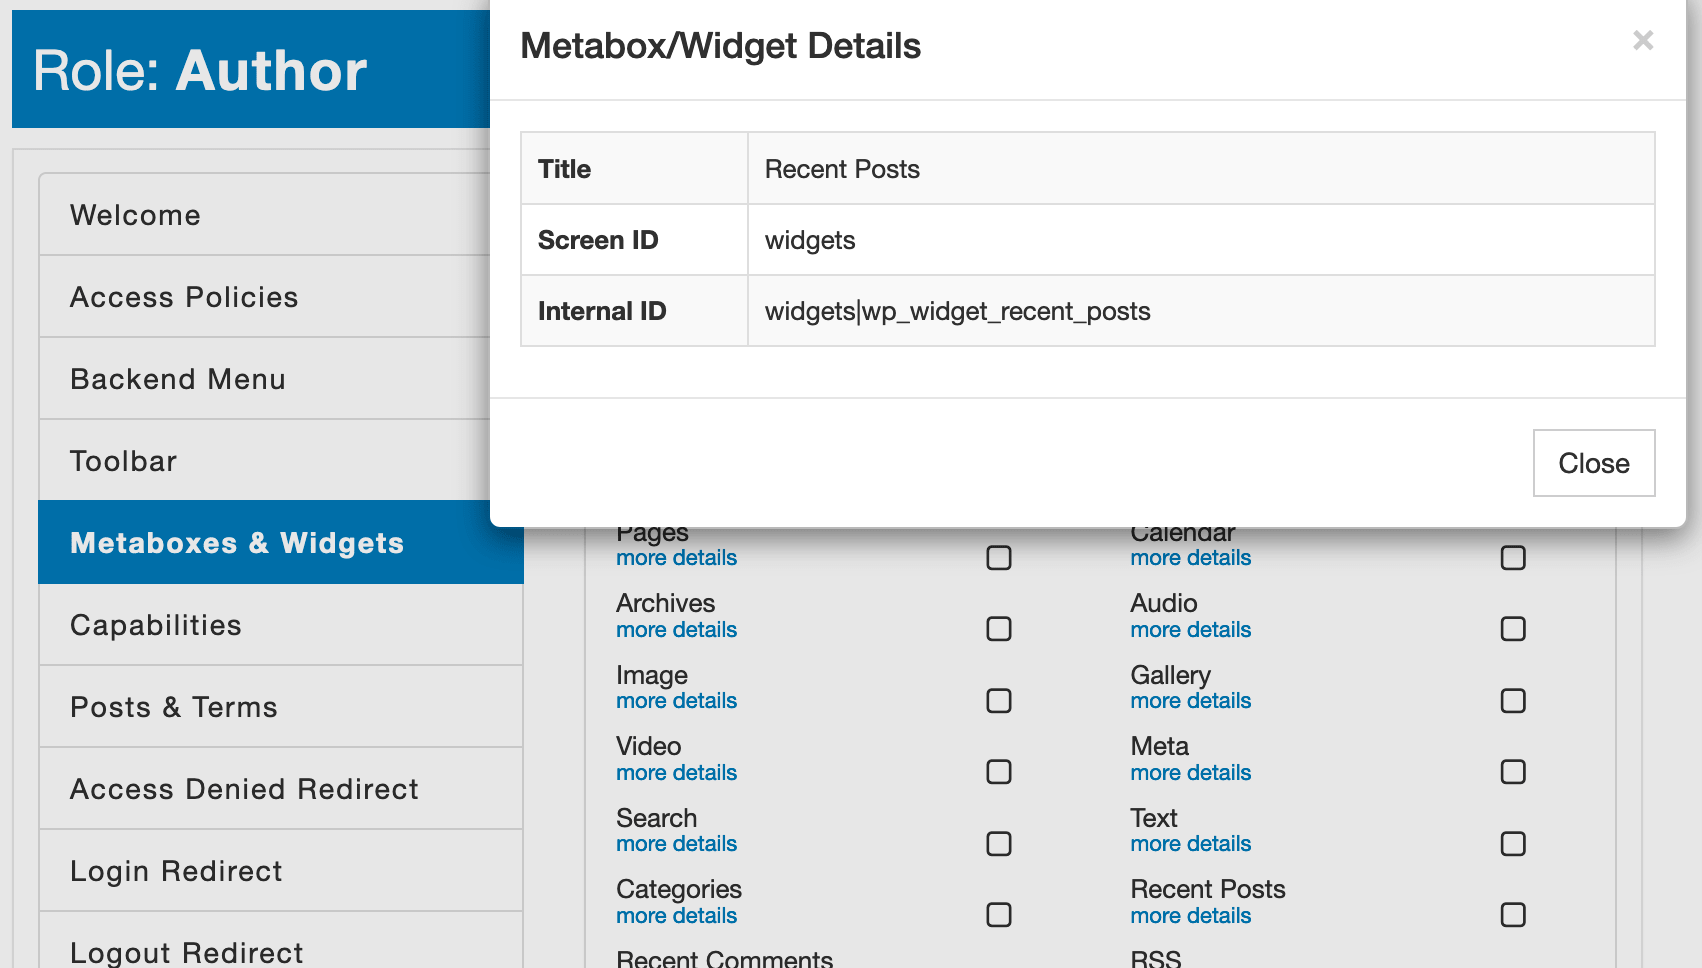 Role: Author
Welcome
Access Policies
Backend Menu
Toolbar
Metaboxes & Widgets
Capabilities
Posts & Terms
Access Denied Redirect
Login Redirect
Logout Redirect
Metabox/Widget Details
×
Title Recent Posts
Screen ID widgets
Internal ID widgets|wp_widget_recent_posts
Close
Pages
more details
Calendar
more details
Archives
more details
Audio
more details
Image
more details
Gallery
more details
Video
more details
Meta
more details
Search
more details
Text
more details
Categories
more details
Recent Posts
more details
Recent Comments
RSS